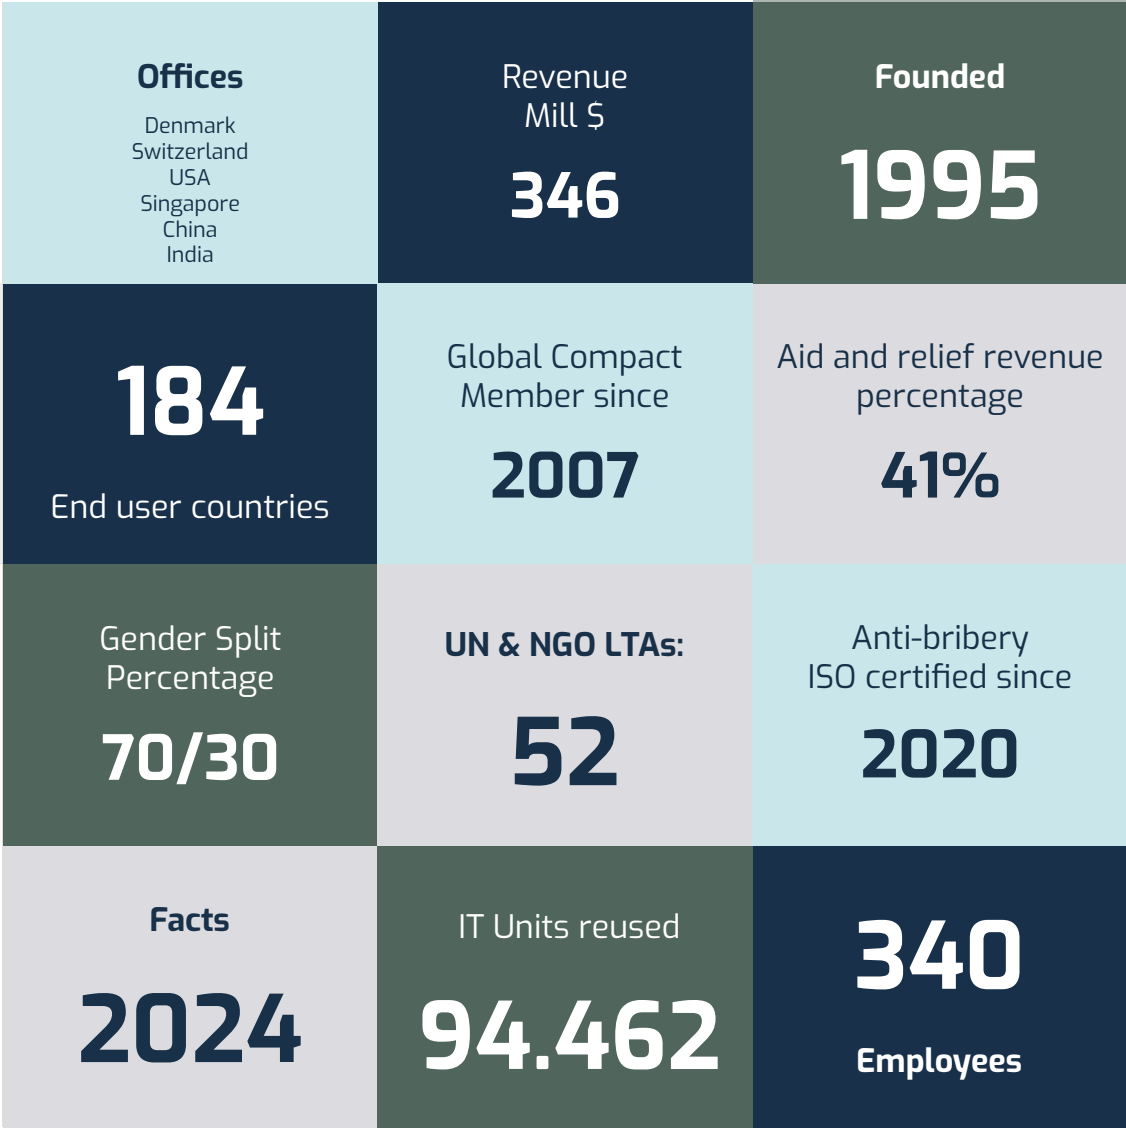 Offices
Denmark
Switzerland
USA
Singapore
China
India
Revenue
Mill $
346
Founded
1995
184
End user countries
Global Compact
Member since
2007
Aid and relief revenue
percentage
41%
Gender Split
Percentage
70/30
UN & NGO LTAs:
52
Anti-bribery
ISO certified since
2020
Facts
2024
IT Units reused
94.462
340
Employees